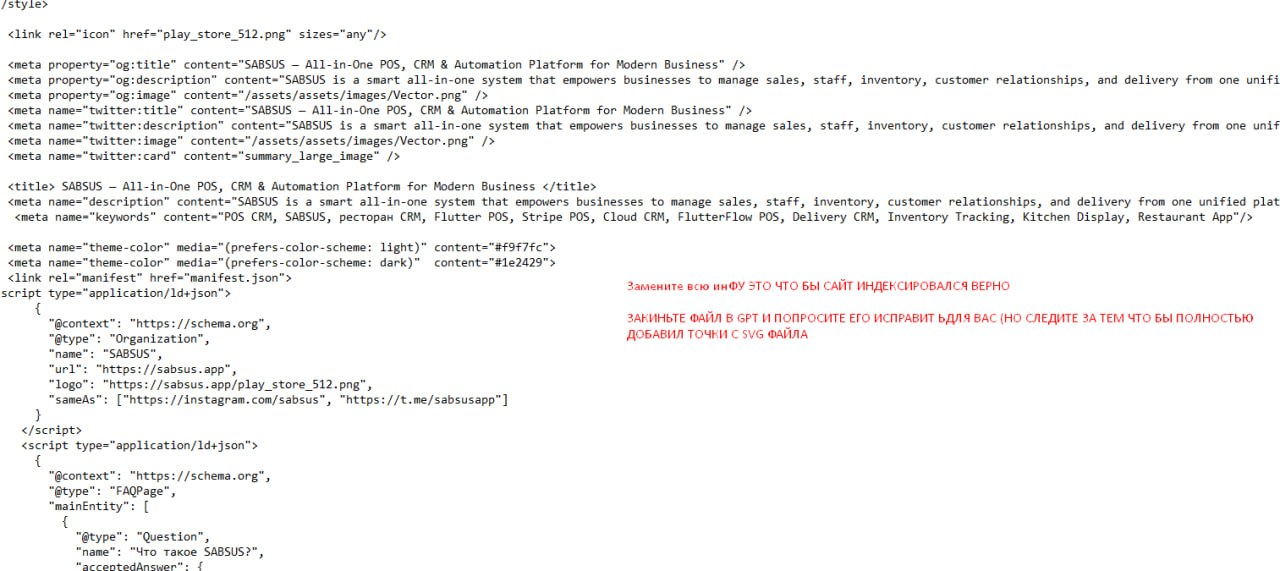 /style>
<link rel="icon" href="play_store_512.png" sizes="any"/>
<meta property="og:title" content="SABSUS — All-in-One POS, CRM & Automation Platform for Modern Business" />
<meta property="og:description" content="SABSUS is a smart all-in-one system that empowers businesses to manage sales, staff, inventory, customer relationships, and delivery from one unifi
<meta property="og:image" content="/assets/assets/images/Vector.png" />
<meta name="twitter:title" content="SABSUS — All-in-One POS, CRM & Automation Platform for Modern Business" />
<meta name="twitter:description" content="SABSUS is a smart all-in-one system that empowers businesses to manage sales, staff, inventory, customer relationships, and delivery from one unif
<meta name="twitter:image" content="/assets/assets/images/Vector.png" />
<meta name="twitter:card" content="summary_large_image" />
<title> SABSUS — All-in-One POS, CRM & Automation Platform for Modern Business </title>
<meta name="description" content="SABSUS is a smart all-in-one system that empowers businesses to manage sales, staff, inventory, customer relationships, and delivery from one unified plat
<meta name="keywords" content="POS CRM, SABSUS, ресторан CRM, Flutter POS, Stripe POS, Cloud CRM, FlutterFlow POS, Delivery CRM, Inventory Tracking, Kitchen Display, Restaurant App"/>
<meta name="theme-color" media="(prefers-color-scheme: light)" content="#f9f7fc">
<meta name="theme-color" media="(prefers-color-scheme: dark)"  content="#1e2429">
<link rel="manifest" href="manifest.json">
script type="application/ld+json">
{
"@context": "https://schema.org",
"@type": "Organization",
"name": "SABSUS",
"url": "https://sabsus.app",
"logo": "https://sabsus.app/play_store_512.png",
"sameAs": ["https://instagram.com/sabsus", "https://t.me/sabsusapp"]
}
</script>
<script type="application/ld+json">
{
"@context": "https://schema.org",
"@type": "FAQPage",
"mainEntity": [
{
"@type": "Question",
"name": "Что такое SABSUS?",
"acceptedAnswer": {
Замените всю инФУ ЭТО ЧТО БЫ САЙТ ИНДЕКСИРОВАЛСЯ ВЕРНО
ЗАКИНЬТЕ ФАЙЛ В GPT И ПОПРОСИТЕ ЕГО ИСПРАВИТ ЬДЛЯ ВАС (НО СЛЕДИТЕ ЗА ТЕМ ЧТО БЫ ПОЛНОСТЬЮ
ДОБАВИЛ ТОЧКИ С SVG ФАЙЛА